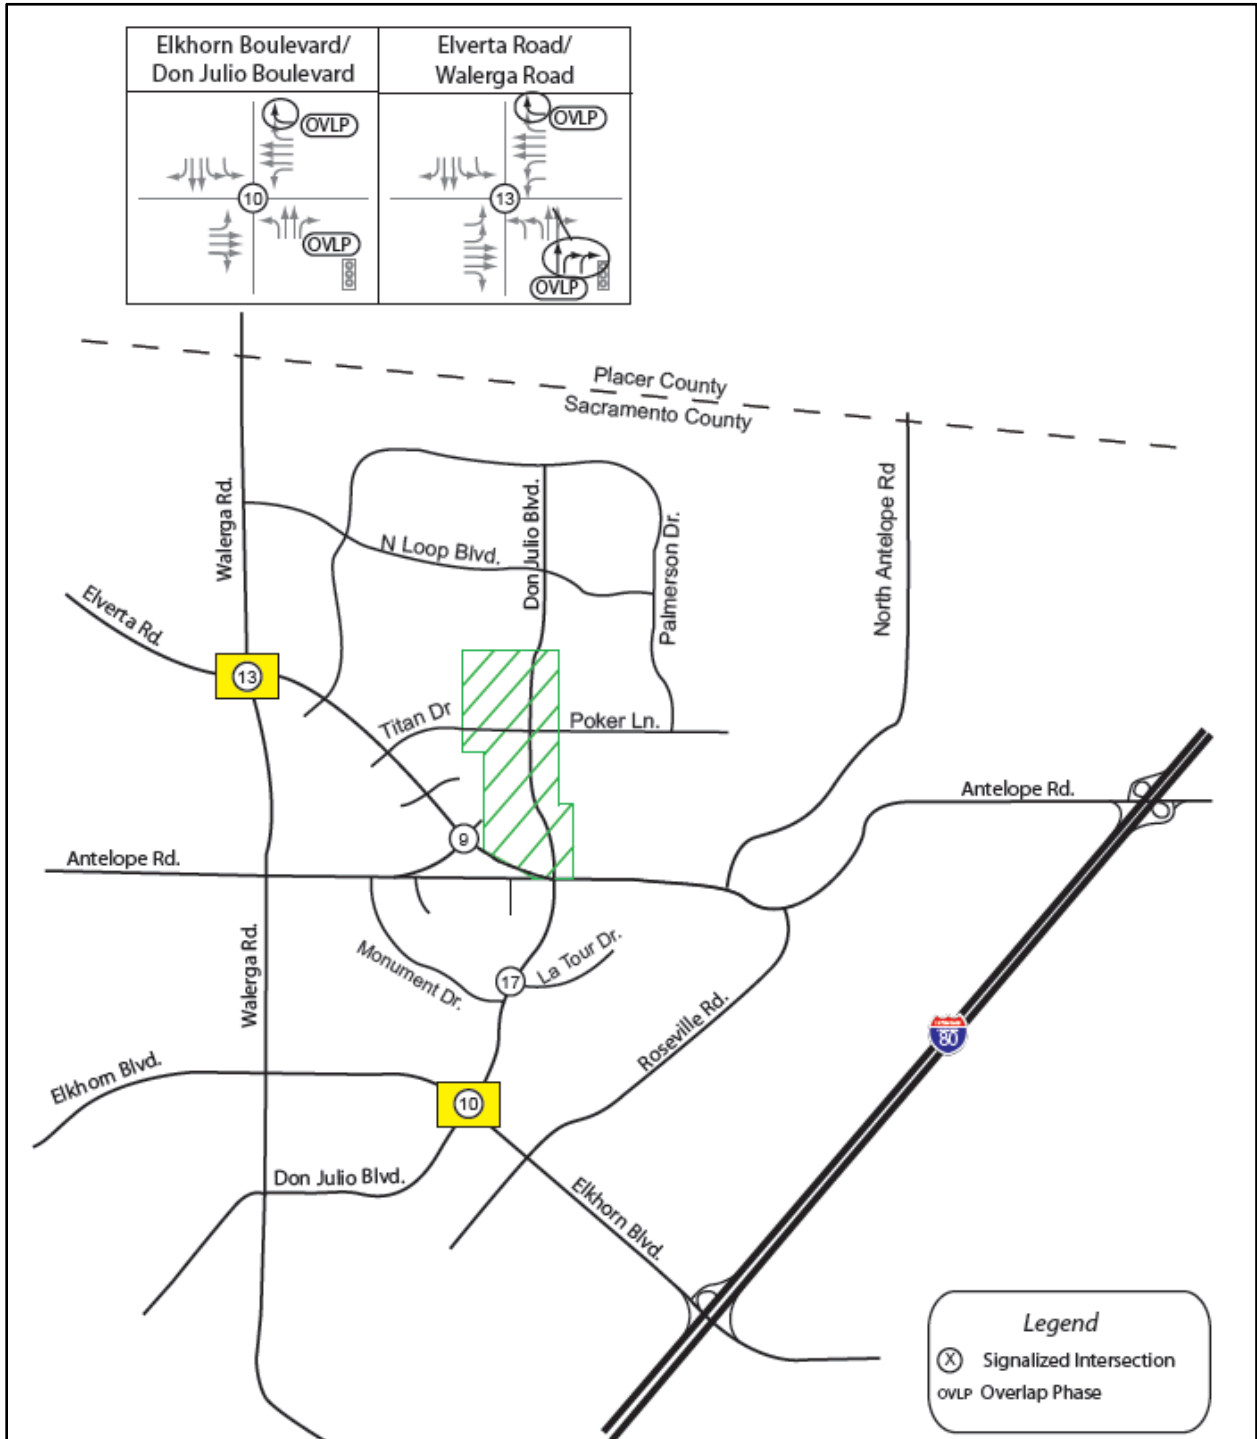 Elkhorn Boulevard/
Don Julio Boulevard
Elverta Road/
Walerga Road
OVLP
OVLP
10
13
OVLP
OVLP
Placer County
Sacramento County
Walerga Rd.
Don Julio Blvd.
North Antelope Rd
N Loop Blvd.
Palmerson Dr.
Elverta Rd.
13
Titan Dr
Poker Ln.
Antelope Rd.
9
Antelope Rd.
Monument Dr.
17
La Tour Dr.
Walerga Rd.
Roseville Rd.
80
Elkhorn Blvd.
10
Don Julio Blvd.
Elkhorn Blvd.
Legend
X Signalized Intersection
OVLP Overlap Phase